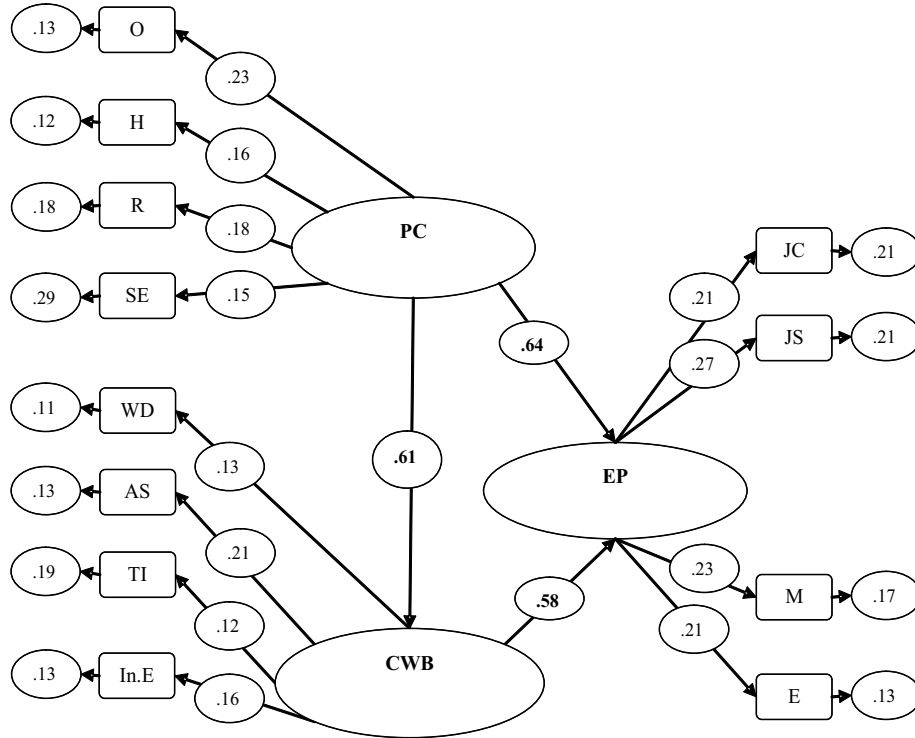 .13 O
.23
.12 H
.16
.18 R
.18
PC
.29 SE
.15
JC .21
.21
.64
JS .21
.27
.11 WD
.13
.61
.13 AS
EP
.21
.19 TI
.23
.58
M .17
.12
.21
CWB
.13 In.E
.16
E .13